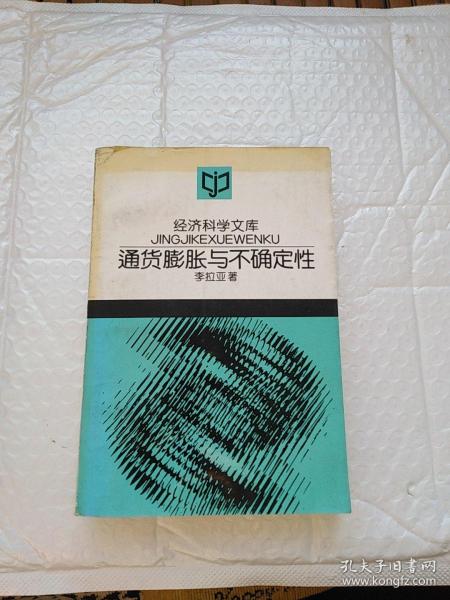 经济科学文库
JINGJIKEXUEWENKU
通货膨胀与不确定性
李拉亚著
孔夫子旧书网
www.kongfz.com